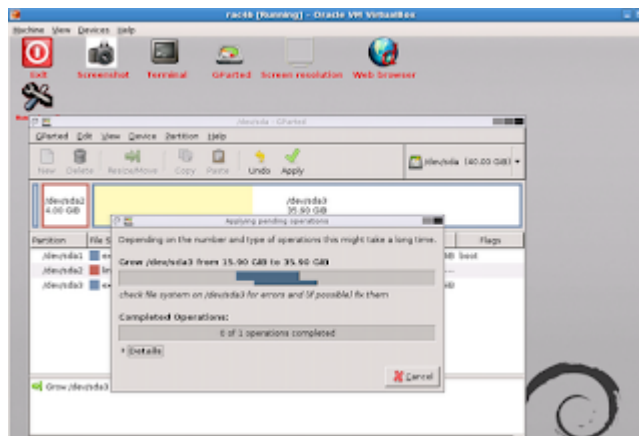 rac4b [Running] - Oracle VM VirtualBox
Machine View Devices Help
Exit Screenshot Terminal GParted Screen resolution Web browser
/dev/sda - GParted
GParted Edit View Device Partition Help
New Delete Resize/Move Copy Paste Undo Apply
/dev/sda (40.00 GiB)
/dev/sda2
4.00 GiB
/dev/sda3
35.90 GiB
Applying pending operations
Partition File S Flags
Depending on the number and type of operations this might take a long time.
/dev/sda1 boot
Grow /dev/sda3 from 15.90 GiB to 35.90 GiB
/dev/sda2
/dev/sda3
check file system on /dev/sda3 for errors and (if possible) fix them
Completed Operations:
0 of 1 operations completed
Details
Cancel
Grow /dev/sda3